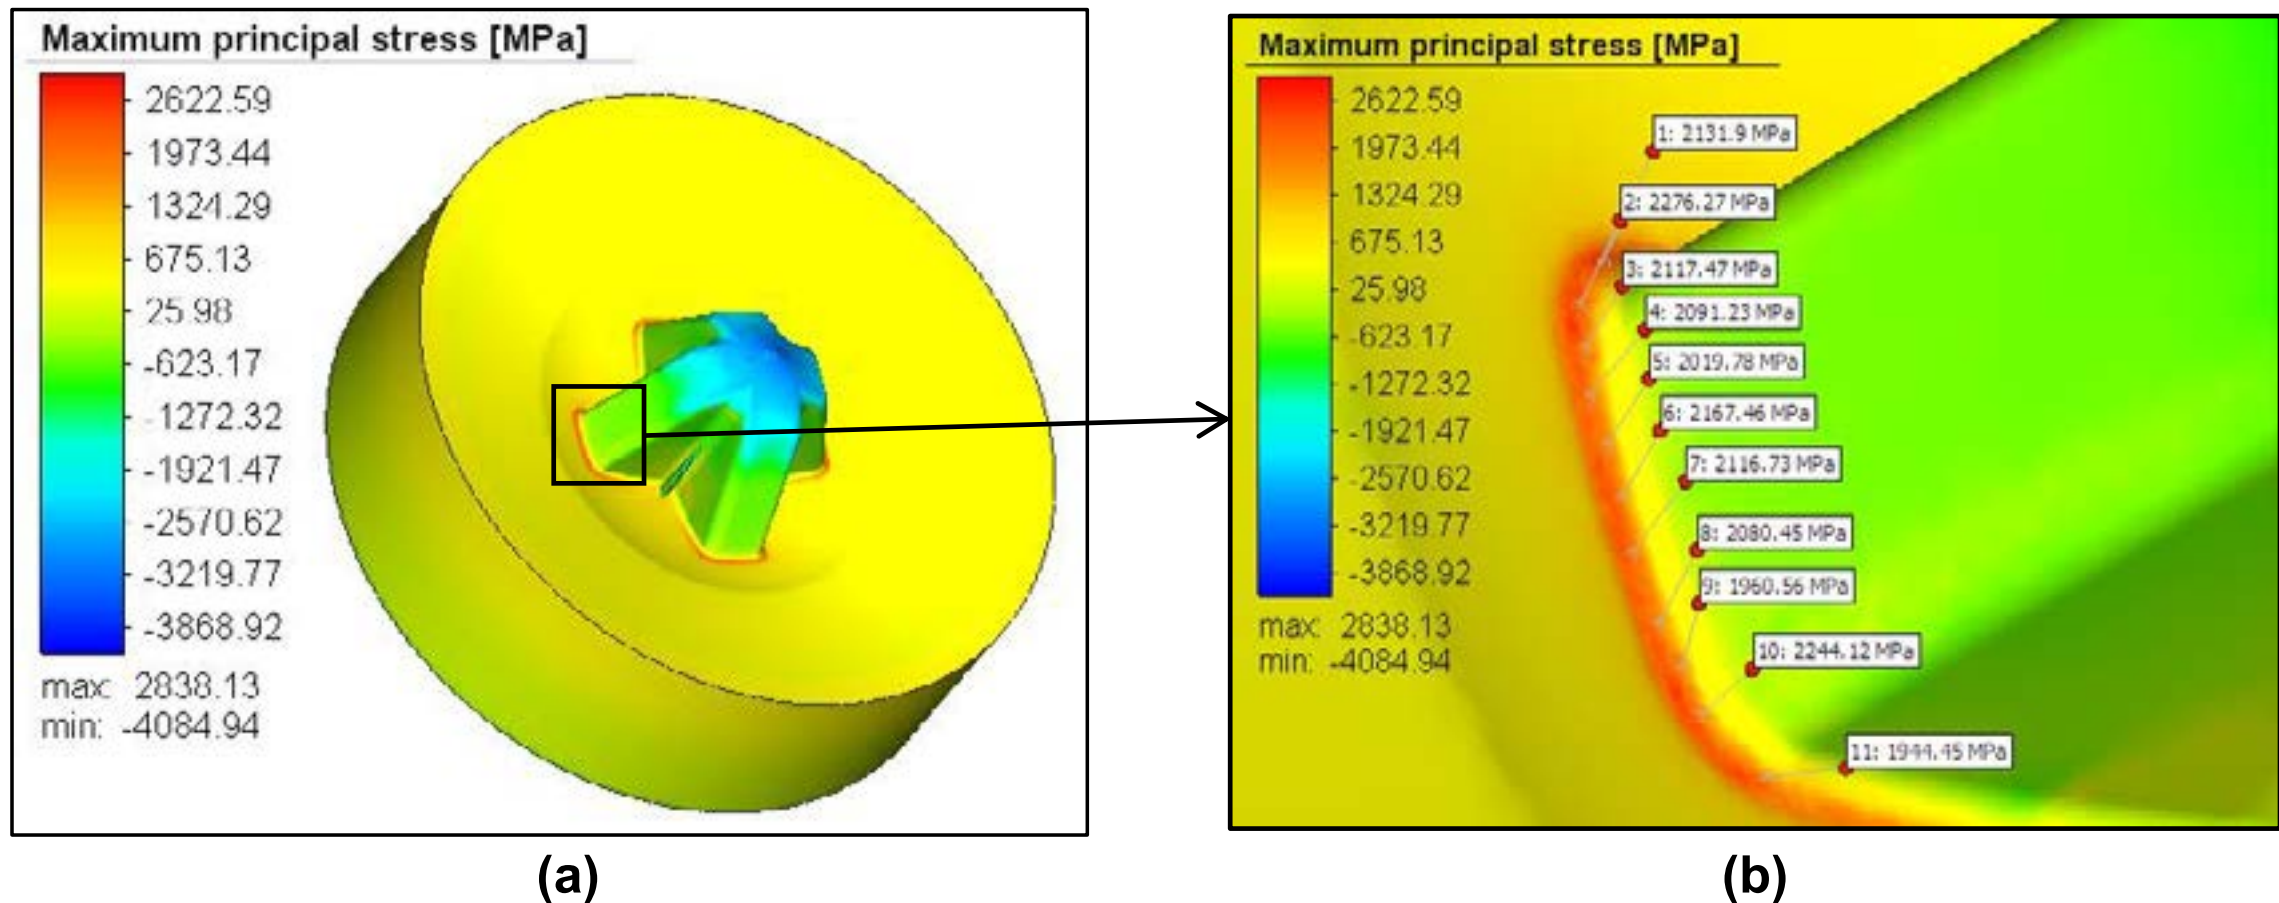 Maximum principal stress [MPa]
2622.59
1973.44
1324.29
675.13
25.98
-623.17
-1272.32
-1921.47
-2570.62
-3219.77
-3868.92
max: 2838.13
min: -4084.94
(a)
Maximum principal stress [MPa]
2622.59
1973.44
1324.29
675.13
25.98
-623.17
-1272.32
-1921.47
-2570.62
-3219.77
-3868.92
max: 2838.13
min: -4084.94
1: 2131.9 MPa
2: 2276.27 MPa
3: 2117.47 MPa
4: 2091.23 MPa
5: 2019.78 MPa
6: 2167.46 MPa
7: 2116.73 MPa
8: 2080.45 MPa
9: 1960.56 MPa
10: 2244.12 MPa
11: 1944.45 MPa
(b)